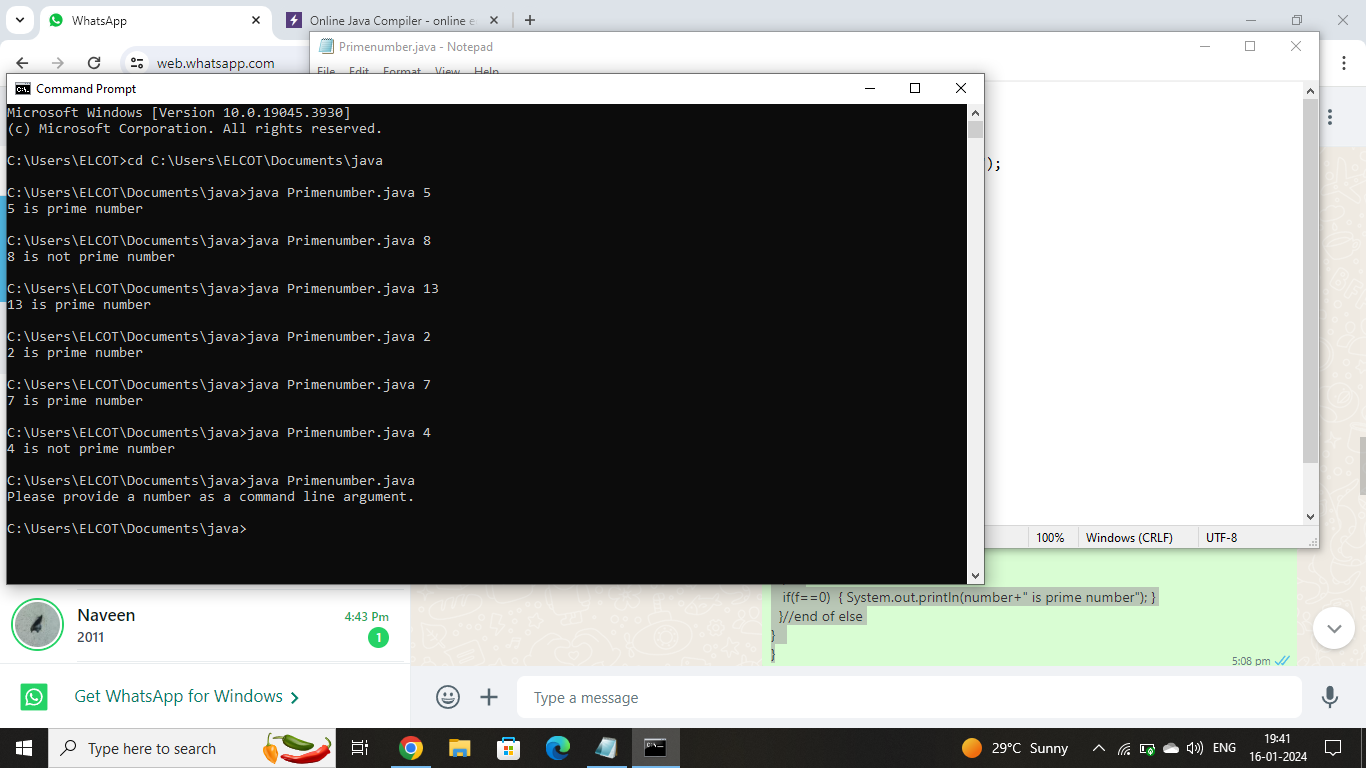 WhatsApp
Online Java Compiler - online e
web.whatsapp.com
Primenumber.java - Notepad
File Edit Format View Help
Command Prompt
Microsoft Windows [Version 10.0.19045.3930]
(c) Microsoft Corporation. All rights reserved.
C:\Users\ELCOT>cd C:\Users\ELCOT\Documents\java
C:\Users\ELCOT\Documents\java>java Primenumber.java 5
5 is prime number
C:\Users\ELCOT\Documents\java>java Primenumber.java 8
8 is not prime number
C:\Users\ELCOT\Documents\java>java Primenumber.java 13
13 is prime number
C:\Users\ELCOT\Documents\java>java Primenumber.java 2
2 is prime number
C:\Users\ELCOT\Documents\java>java Primenumber.java 7
7 is prime number
C:\Users\ELCOT\Documents\java>java Primenumber.java 4
4 is not prime number
C:\Users\ELCOT\Documents\java>java Primenumber.java
Please provide a number as a command line argument.
C:\Users\ELCOT\Documents\java>
);
100% Windows (CRLF) UTF-8
if(f==0) { System.out.println(number+" is prime number"); }
}//end of else
}
}
5:08 pm
Naveen
4:43 Pm
2011
1
Get WhatsApp for Windows
Type a message
Type here to search
29°C Sunny
ENG
19:41
16-01-2024